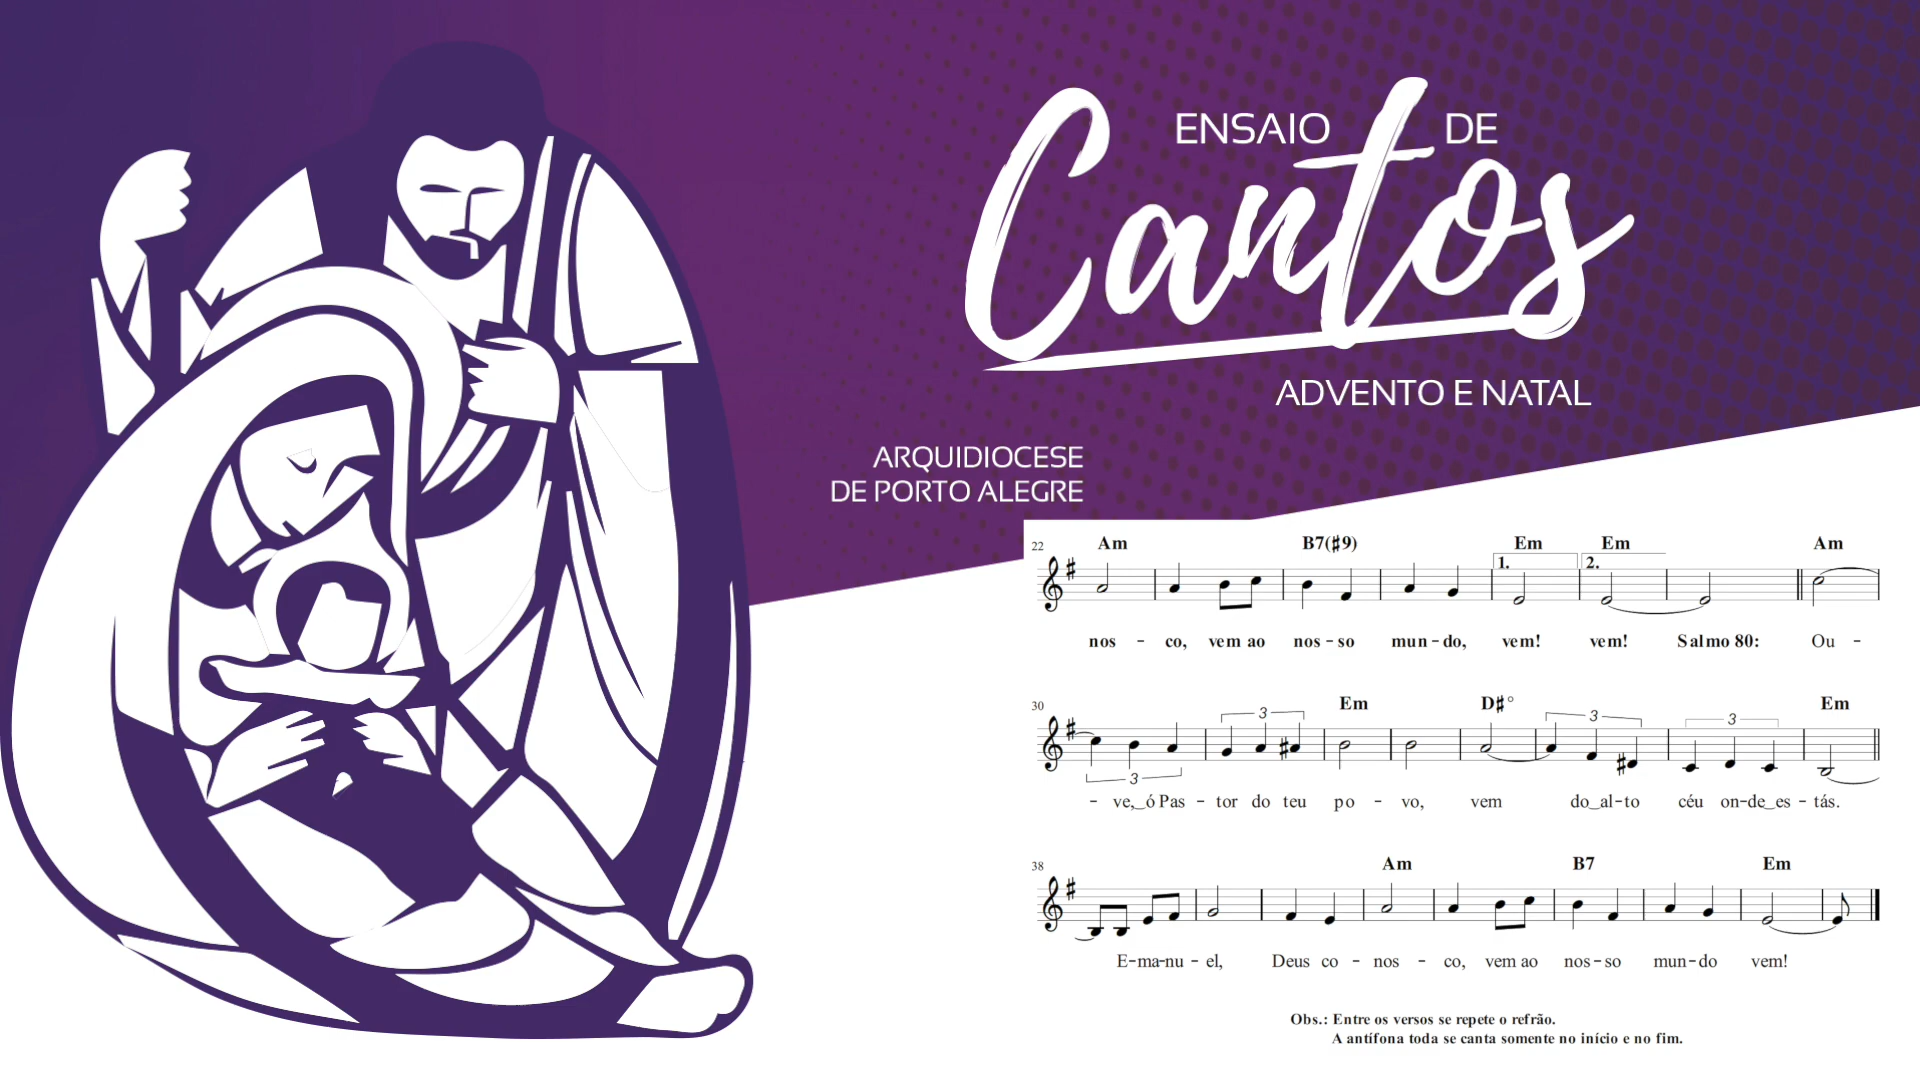 ENSAIO DE
Cantos
ADVENTO E NATAL
ARQUIDIOCESE
DE PORTO ALEGRE
22 Am B7(♯9) Em Em Am
1. 2.
nos - co, vem ao nos - so mun - do, vem! vem! Salmo 80: Ou -
30 3 Em D♯° 3 3 Em
3
- ve,‿ó Pas - tor do teu po - vo, vem do‿al - to céu on-de‿es - tás.
38 Am B7 Em
E-ma-nu - el, Deus co - nos - co, vem ao nos - so mun - do vem!
Obs.: Entre os versos se repete o refrão.
A antífona toda se canta somente no início e no fim.